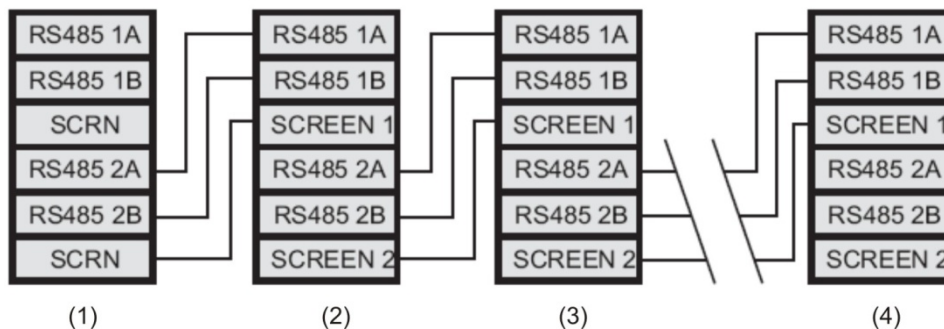 RS485 1A
RS485 1B
SCRN
RS485 2A
RS485 2B
SCRN
(1)
RS485 1A
RS485 1B
SCREEN 1
RS485 2A
RS485 2B
SCREEN 2
(2)
RS485 1A
RS485 1B
SCREEN 1
RS485 2A
RS485 2B
SCREEN 2
(3)
RS485 1A
RS485 1B
SCREEN 1
RS485 2A
RS485 2B
SCREEN 2
(4)